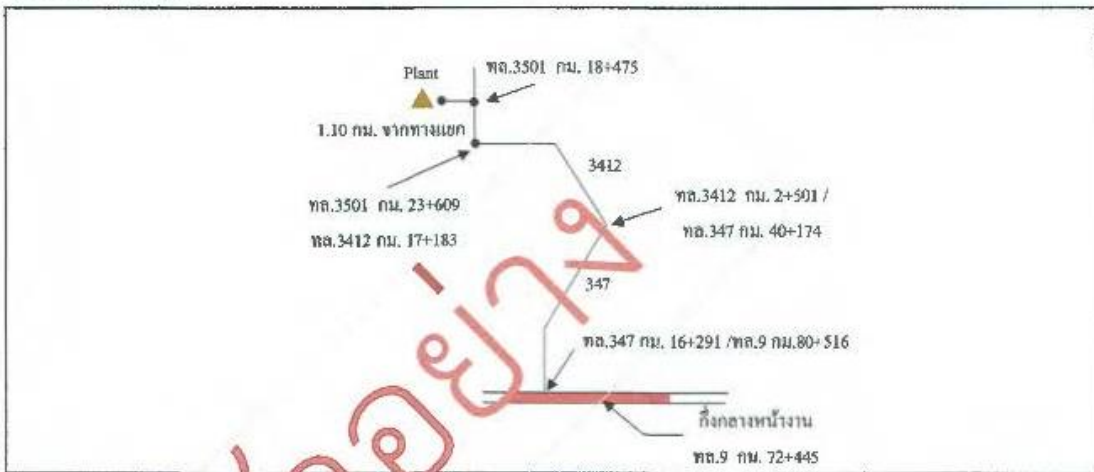 Plant
ทล.3501 กม. 18+475
1.10 กม. จากทางแยก
3412
ทล.3501 กม. 23+609
ทล.3412 กม. 17+183
ทล.3412 กม. 2+501 /
ทล.347 กม. 40+174
347
ทล.347 กม. 16+291 /ทล.9 กม.80+516
กึ่งกลางหน้างาน
ทล.9 กม. 72+445
ตัวอย่าง